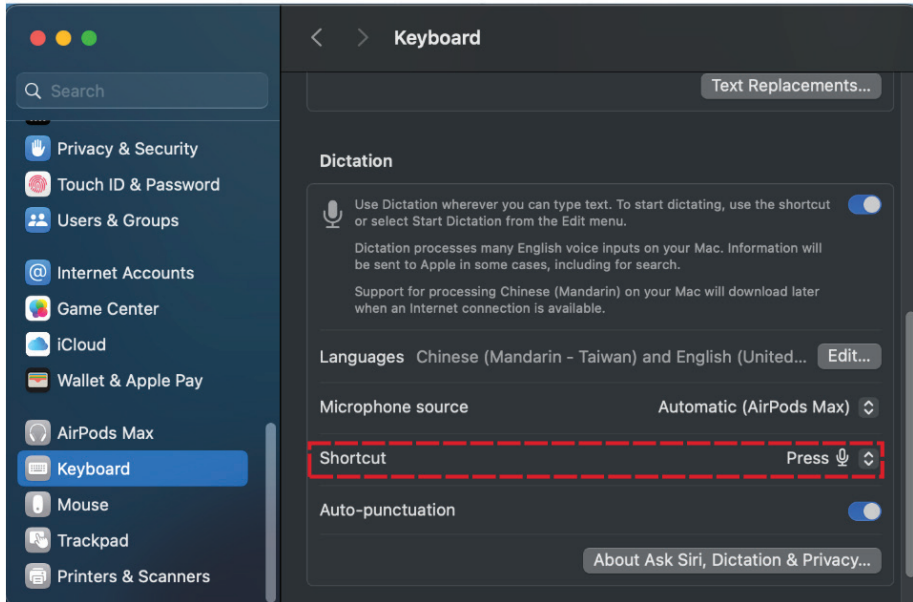 Keyboard
Search
Privacy & Security
Touch ID & Password
Users & Groups
Internet Accounts
Game Center
iCloud
Wallet & Apple Pay
AirPods Max
Keyboard
Mouse
Trackpad
Printers & Scanners
Text Replacements...
Dictation
Use Dictation wherever you can type text. To start dictating, use the shortcut
or select Start Dictation from the Edit menu.
Dictation processes many English voice inputs on your Mac. Information will
be sent to Apple in some cases, including for search.
Support for processing Chinese (Mandarin) on your Mac will download later
when an Internet connection is available.
Languages Chinese (Mandarin - Taiwan) and English (United... Edit...
Microphone source Automatic (AirPods Max)
Shortcut Press
Auto-punctuation
About Ask Siri, Dictation & Privacy...